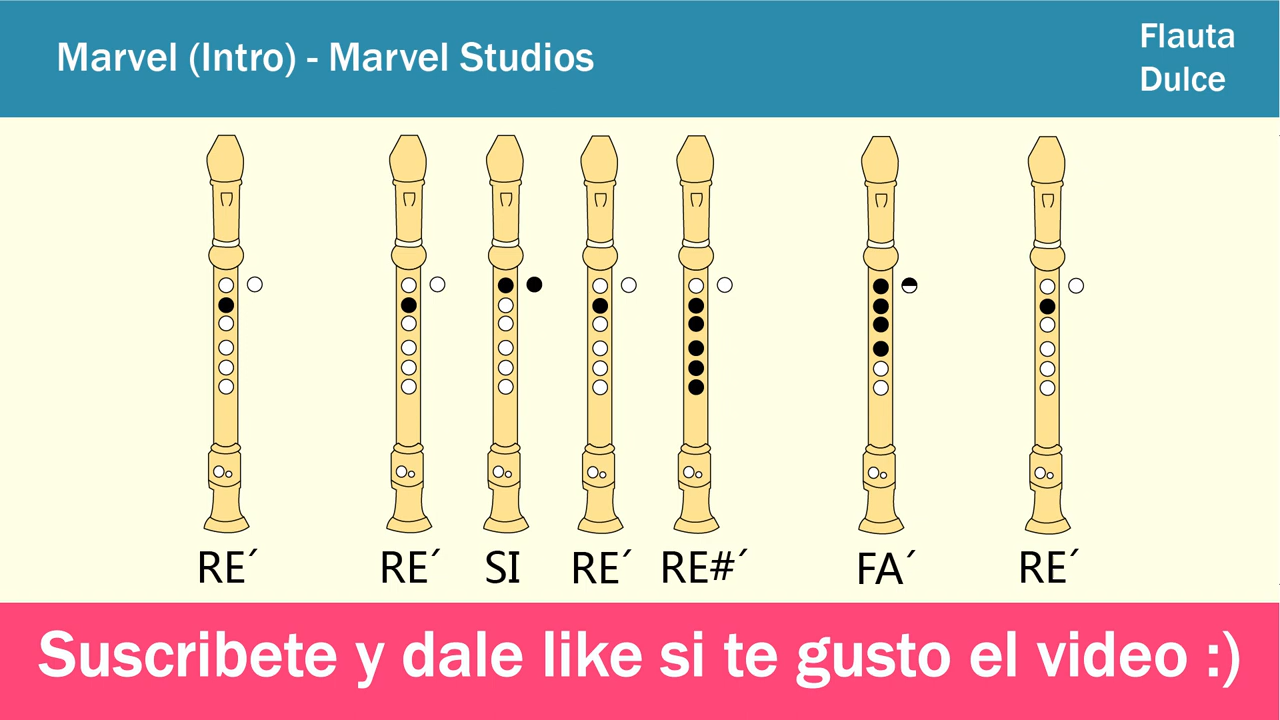 Marvel (Intro) - Marvel Studios
Flauta
Dulce
RE´ RE´ SI RE´ RE#´ FA´ RE´
Suscribete y dale like si te gusto el video :)